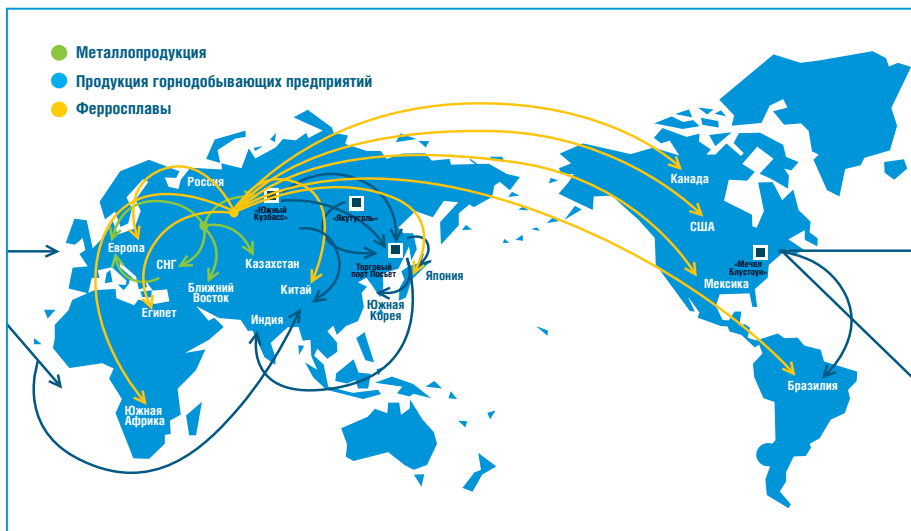 Металлопродукция
Продукция горнодобывающих предприятий
Ферросплавы
Россия
«Южный
Кузбасс»
«Якутуголь»
Канада
США
Европа
СНГ
Казахстан
Торговый
порт Посьет
Япония
«Мечел
Блустоун»
Мексика
Ближний
Восток
Китай
Египет
Индия
Южная
Корея
Бразилия
Южная
Африка